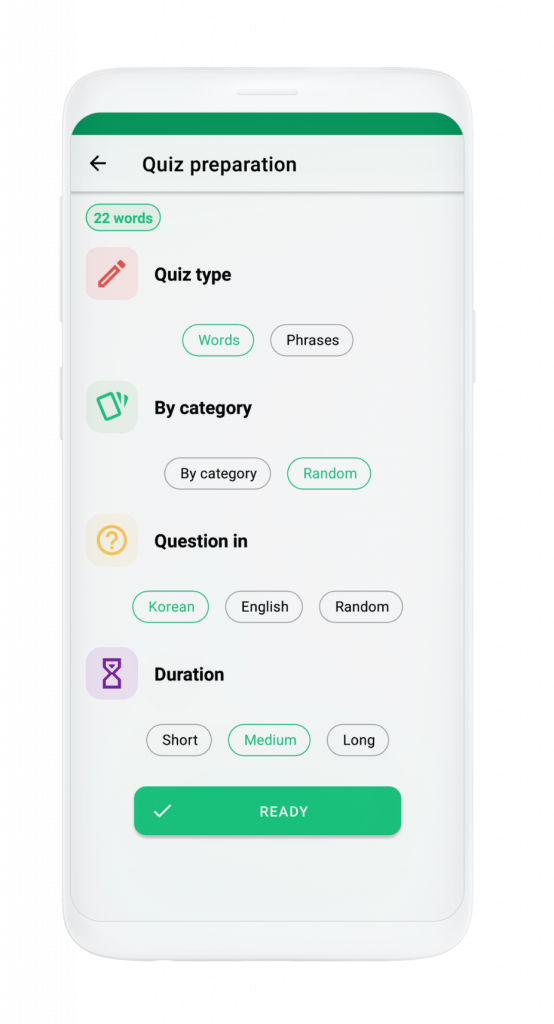 Quiz preparation
22 words
Quiz type
Words Phrases
By category
By category Random
Question in
Korean English Random
Duration
Short Medium Long
READY